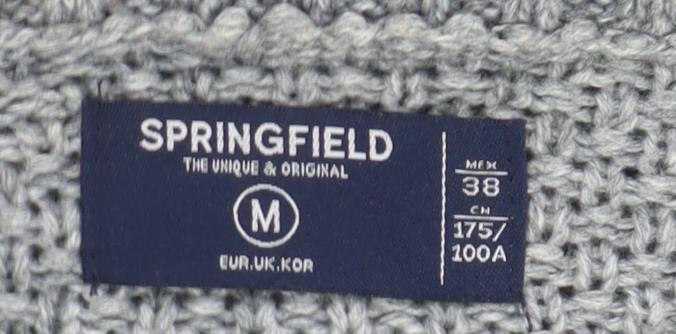 SPRINGFIELD
THE UNIQUE & ORIGINAL
M
EUR.UK.KOR
MEX
38
CN
175/
100A